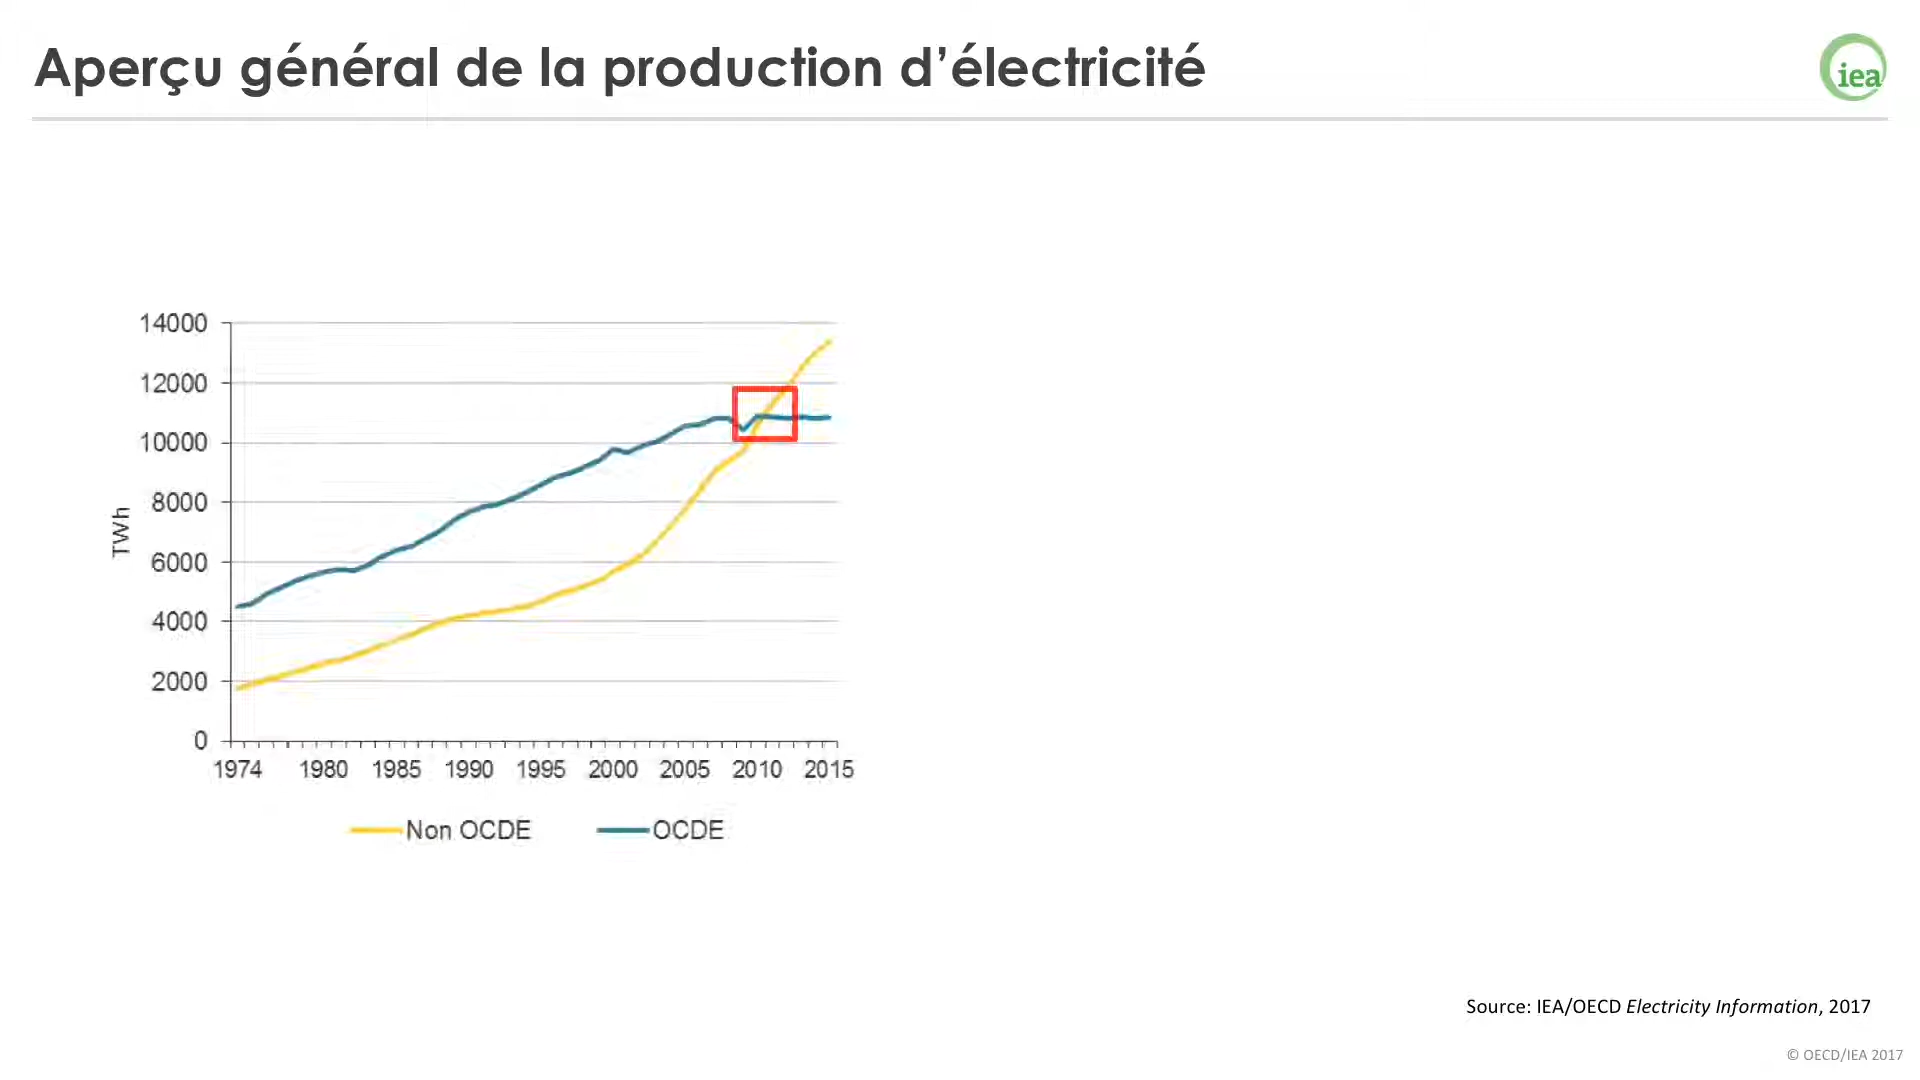 Aperçu général de la production d’électricité
iea
14000
12000
10000
8000
6000
4000
2000
0
TWh
1974 1980 1985 1990 1995 2000 2005 2010 2015
Non OCDE OCDE
Source: IEA/OECD Electricity Information, 2017
© OECD/IEA 2017